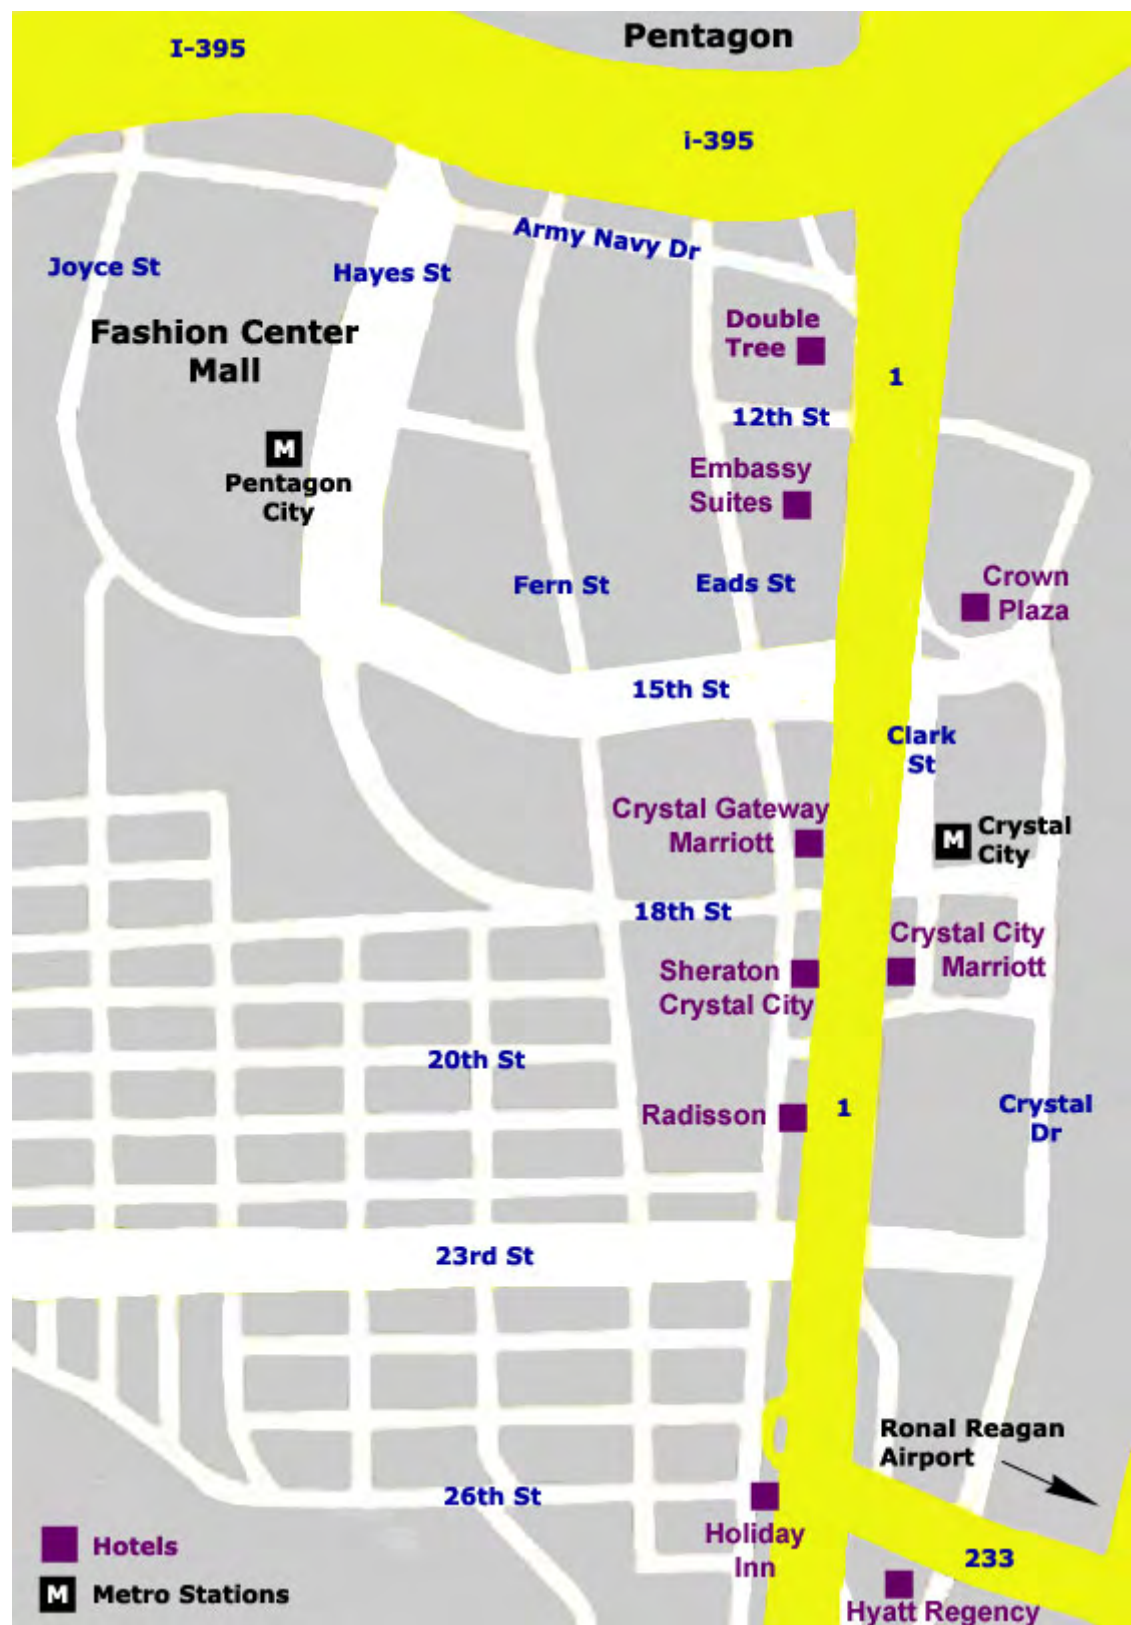 Pentagon
I-395
i-395
Army Navy Dr
Joyce St
Hayes St
Double
Tree
Fashion Center
Mall
1
12th St
M
Pentagon
City
Embassy
Suites
Fern St
Eads St
Crown
Plaza
15th St
Clark
St
Crystal Gateway
Marriott
M
Crystal
City
18th St
Crystal City
Marriott
Sheraton
Crystal City
20th St
Radisson
1
Crystal
Dr
23rd St
Ronal Reagan
Airport
26th St
Holiday
Inn
233
Hotels
M
Metro Stations
Hyatt Regency